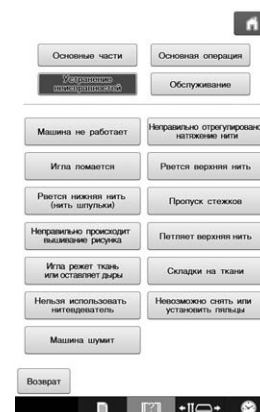 Основные части
Основная операция
Устранение
неисправностей
Обслуживание
Машина не работает
Неправильно отрегулировано
натяжение нити
Игла ломается
Рвется верхняя нить
Рвется нижняя нить
(нить шпульки)
Пропуск стежков
Неправильно происходит
вышивание рисунка
Петляет верхняя нить
Игла режет ткань
или оставляет дыры
Складки на ткани
Нельзя использовать
нитевдеватель
Невозможно снять или
установить пяльцы
Машина шумит
Возврат